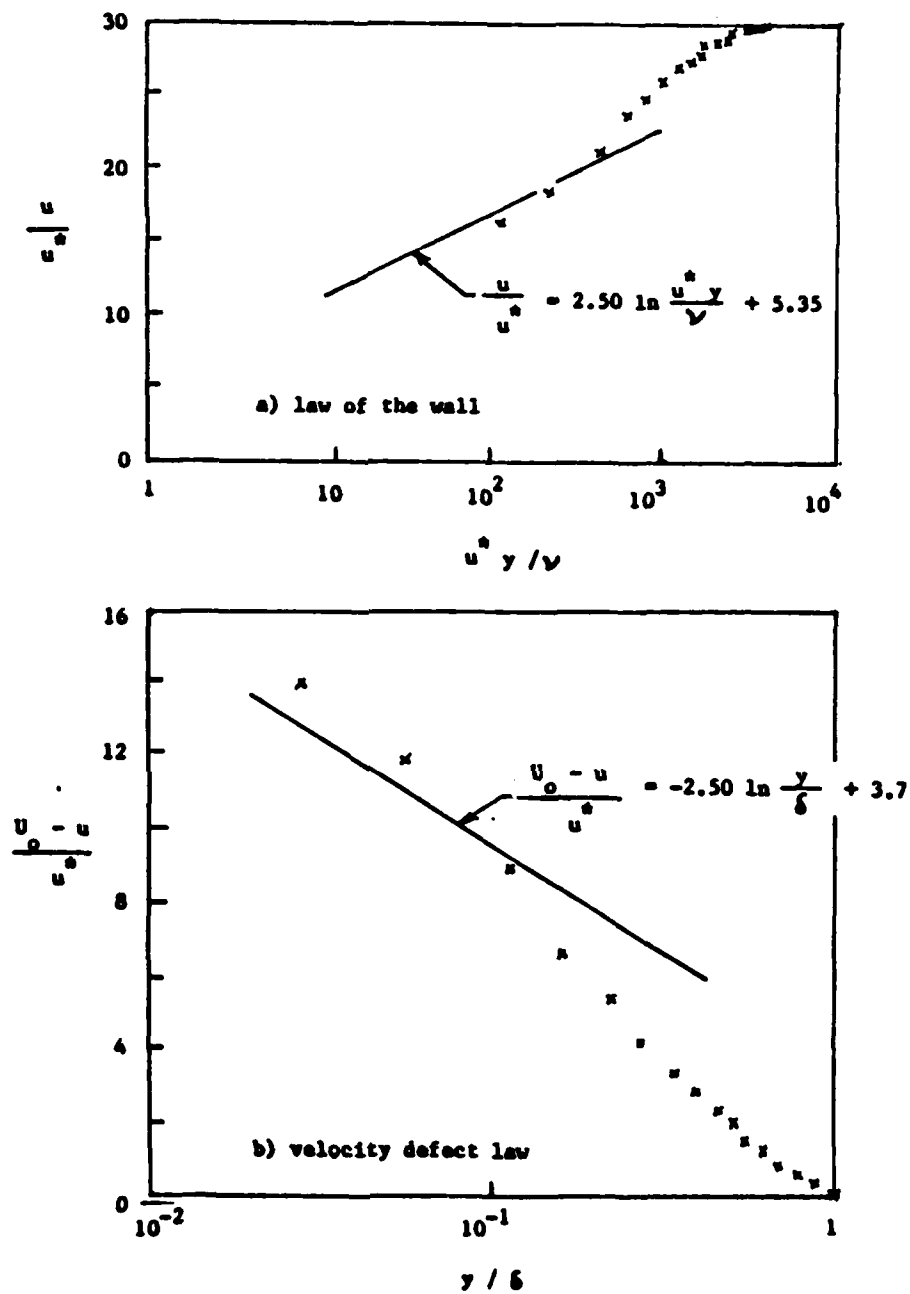 30
20
10
0
u
u*
u/u* = 2.50 ln u* y/ν + 5.35
a) law of the wall
1 10 10² 10³ 10⁴
u* y /ν
16
12
8
4
0
U₀ - u
u*
U₀ - u/u* = -2.50 ln y/δ + 3.7
b) velocity defect law
10⁻² 10⁻¹ 1
y / δ